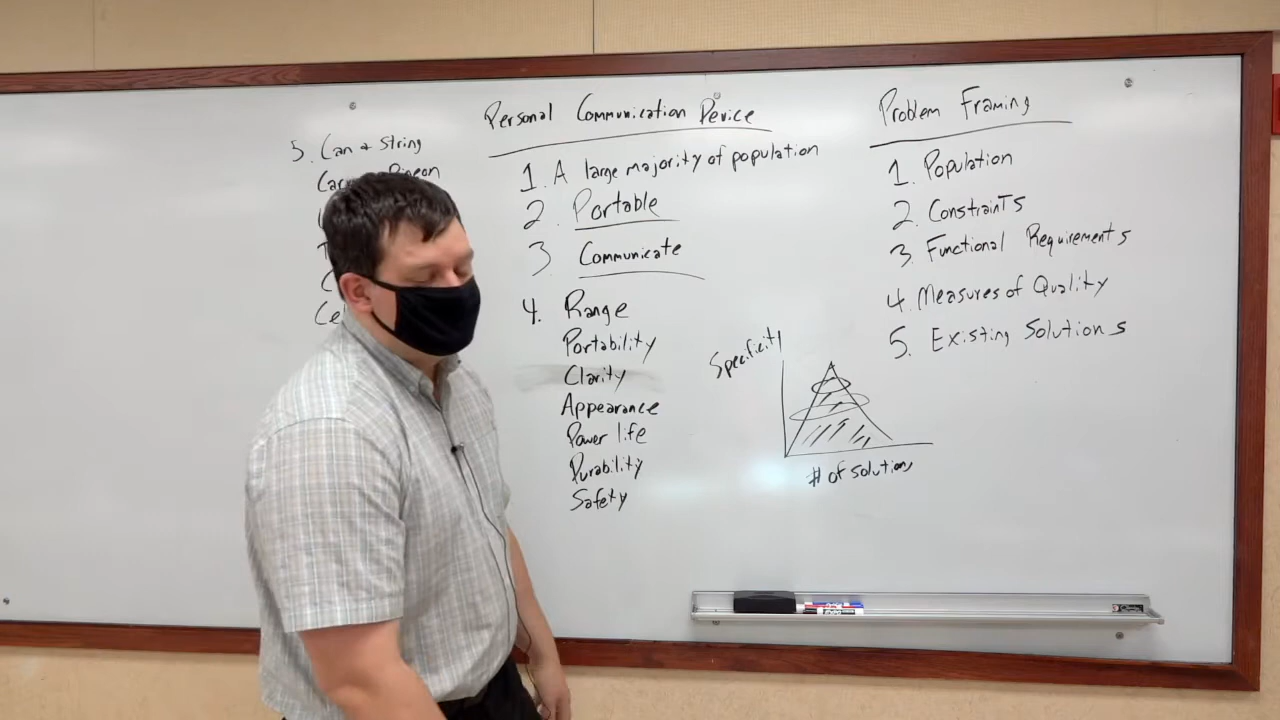 5. Can & String
Personal Communication Device
1. A large majority of population
2. Portable
3 Communicate
4. Range
Portability
Clarity
Appearance
Power life
Durability
Safety
Problem Framing
1. Population
2. Constraints
3. Functional Requirements
4. Measures of Quality
5. Existing Solutions
Specificity
# of solutions